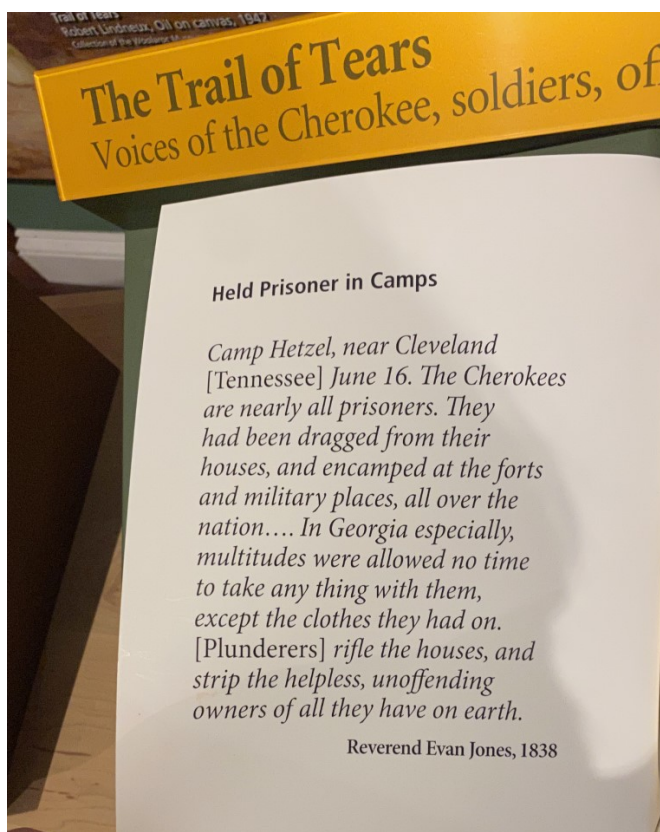 Trail of Tears
Robert Lindneux, Oil on canvas, 1942
Collection of the
The Trail of Tears
Voices of the Cherokee, soldiers, of
Held Prisoner in Camps
Camp Hetzel, near Cleveland
[Tennessee] June 16. The Cherokees
are nearly all prisoners. They
had been dragged from their
houses, and encamped at the forts
and military places, all over the
nation.... In Georgia especially,
multitudes were allowed no time
to take any thing with them,
except the clothes they had on.
[Plunderers] rifle the houses, and
strip the helpless, unoffending
owners of all they have on earth.
Reverend Evan Jones, 1838